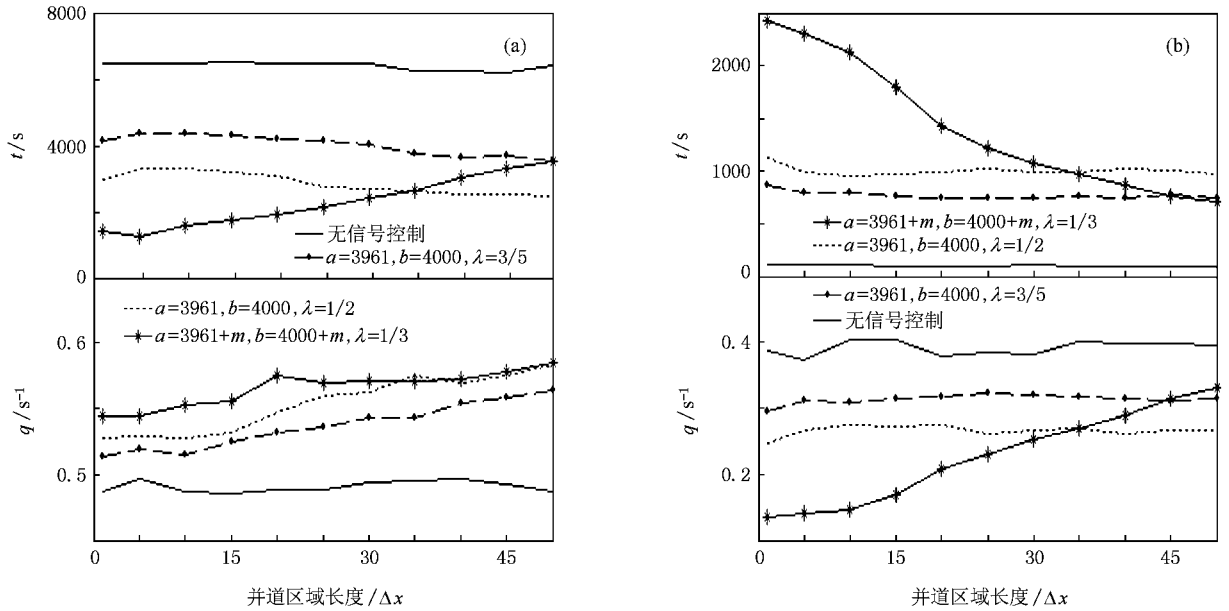 (a)
8000
4000
0
t/s
无信号控制
a=3961, b=4000, λ=3/5
a=3961, b=4000, λ=1/2
a=3961+m, b=4000+m, λ=1/3
0.6
0.5
q/s⁻¹
0 15 30 45
并道区域长度/Δx
(b)
2000
1000
0
t/s
a=3961+m, b=4000+m, λ=1/3
a=3961, b=4000, λ=1/2
a=3961, b=4000, λ=3/5
无信号控制
0.4
0.2
q/s⁻¹
0 15 30 45
并道区域长度/Δx